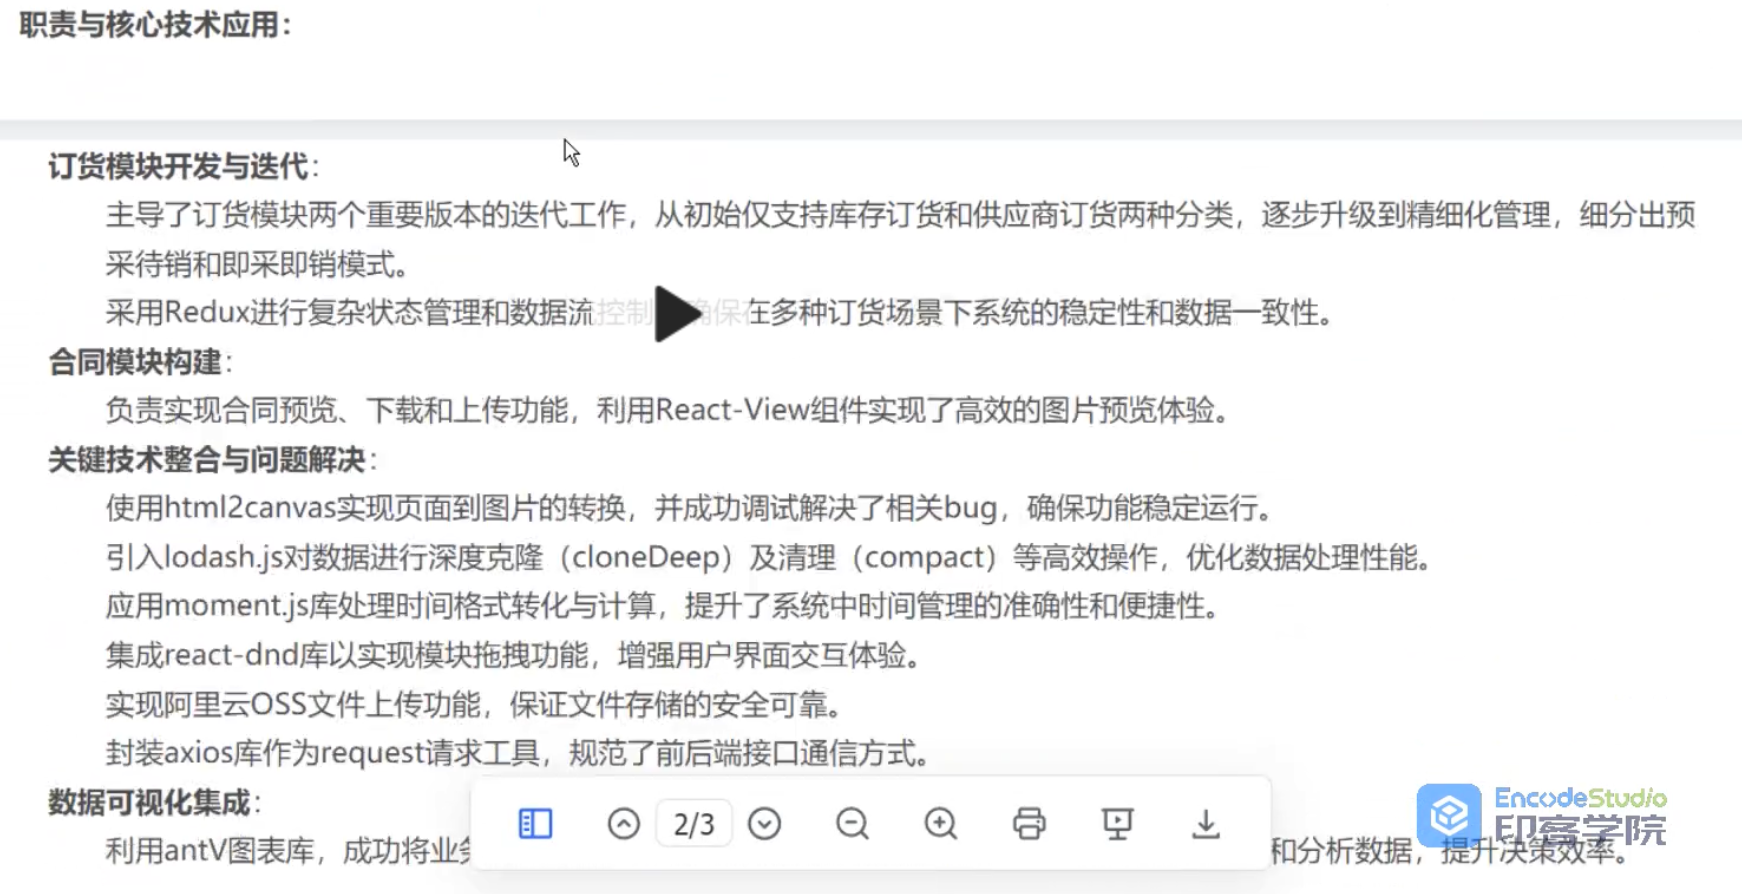 职责与核心技术应用：
订货模块开发与迭代：
主导了订货模块两个重要版本的迭代工作，从初始仅支持库存订货和供应商订货两种分类，逐步升级到精细化管理，细分出预
采待销和即采即销模式。
采用Redux进行复杂状态管理和数据流控制 确保在多种订货场景下系统的稳定性和数据一致性。
合同模块构建：
负责实现合同预览、下载和上传功能，利用React-View组件实现了高效的图片预览体验。
关键技术整合与问题解决：
使用html2canvas实现页面到图片的转换，并成功调试解决了相关bug，确保功能稳定运行。
引入lodash.js对数据进行深度克隆（cloneDeep）及清理（compact）等高效操作，优化数据处理性能。
应用moment.js库处理时间格式转化与计算，提升了系统中时间管理的准确性和便捷性。
集成react-dnd库以实现模块拖拽功能，增强用户界面交互体验。
实现阿里云OSS文件上传功能，保证文件存储的安全可靠。
封装axios库作为request请求工具，规范了前后端接口通信方式。
数据可视化集成：
利用antV图表库，成功将业务 和分析数据，提升决策效率。
2/3
EncodeStudio
印客学院